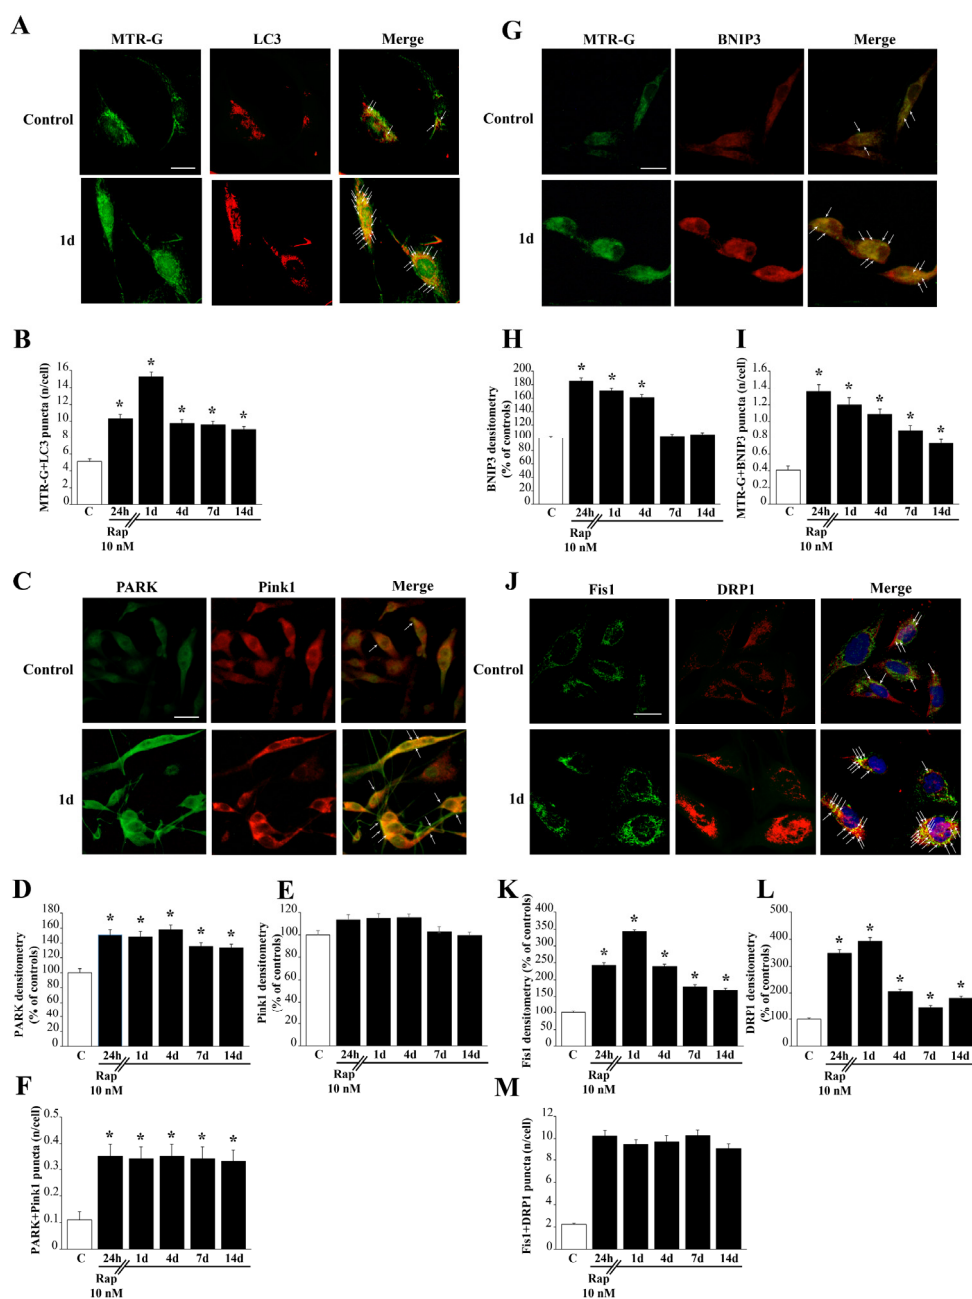 A
MTR-G LC3 Merge
Control
1d
B
MTR-G+LC3 puncta (n/cell)
16
14
12
10
8
6
4
2
0
* * * * *
C 24h 1d 4d 7d 14d
Rap
10 nM
C
PARK Pink1 Merge
Control
1d
D
PARK densitometry
(% of controls)
180
160
140
120
100
80
60
40
20
0
* * * * *
C 24h 1d 4d 7d 14d
Rap
10 nM
E
Pink1 densitometry
(% of controls)
120
100
80
60
40
20
0
C 24h 1d 4d 7d 14d
Rap
10 nM
F
PARK+Pink1 puncta (n/cell)
0.5
0.4
0.3
0.2
0.1
0
* * * * *
C 24h 1d 4d 7d 14d
Rap
10 nM
G
MTR-G BNIP3 Merge
Control
1d
H
BNIP3 densitometry
(% of controls)
200
180
160
140
120
100
80
60
40
20
0
* * *
C 24h 1d 4d 7d 14d
Rap
10 nM
I
MTR-G+BNIP3 puncta (n/cell)
1.6
1.4
1.2
1
0.8
0.6
0.4
0.2
0
* * * * *
C 24h 1d 4d 7d 14d
Rap
10 nM
J
Fis1 DRP1 Merge
Control
1d
K
Fis1 densitometry (% of controls)
400
350
300
250
200
150
100
50
0
* * * * *
C 24h 1d 4d 7d 14d
Rap
10 nM
L
DRP1 densitometry
(% of controls)
500
400
300
200
100
0
* * * * *
C 24h 1d 4d 7d 14d
Rap
10 nM
M
Fis1+DRP1 puncta (n/cell)
12
10
8
6
4
2
0
C 24h 1d 4d 7d 14d
Rap
10 nM